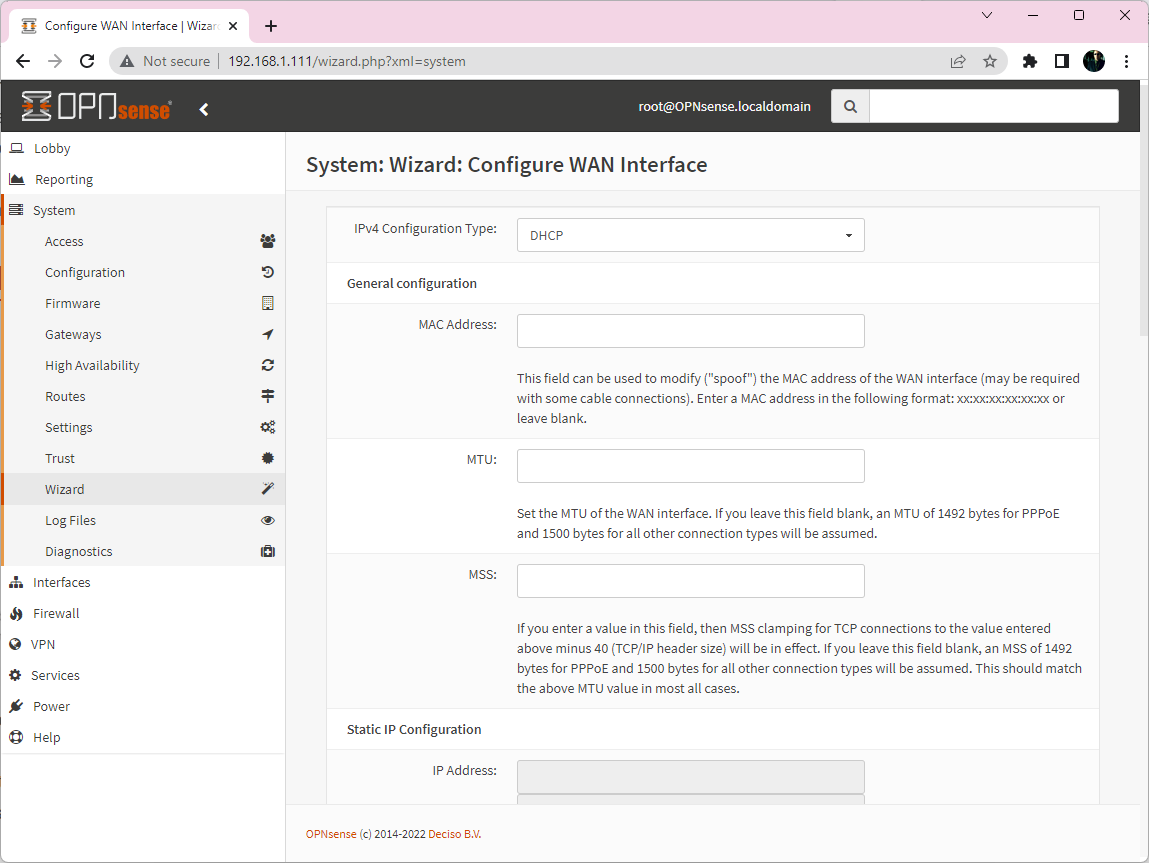 Configure WAN Interface | Wizar
Not secure 192.168.1.111/wizard.php?xml=system
OPNsense
root@OPNsense.localdomain
Lobby
Reporting
System
Access
Configuration
Firmware
Gateways
High Availability
Routes
Settings
Trust
Wizard
Log Files
Diagnostics
Interfaces
Firewall
VPN
Services
Power
Help
System: Wizard: Configure WAN Interface
IPv4 Configuration Type: DHCP
General configuration
MAC Address:
This field can be used to modify ("spoof") the MAC address of the WAN interface (may be required
with some cable connections). Enter a MAC address in the following format: xx:xx:xx:xx:xx:xx or
leave blank.
MTU:
Set the MTU of the WAN interface. If you leave this field blank, an MTU of 1492 bytes for PPPoE
and 1500 bytes for all other connection types will be assumed.
MSS:
If you enter a value in this field, then MSS clamping for TCP connections to the value entered
above minus 40 (TCP/IP header size) will be in effect. If you leave this field blank, an MSS of 1492
bytes for PPPoE and 1500 bytes for all other connection types will be assumed. This should match
the above MTU value in most all cases.
Static IP Configuration
IP Address:
OPNsense (c) 2014-2022 Deciso B.V.